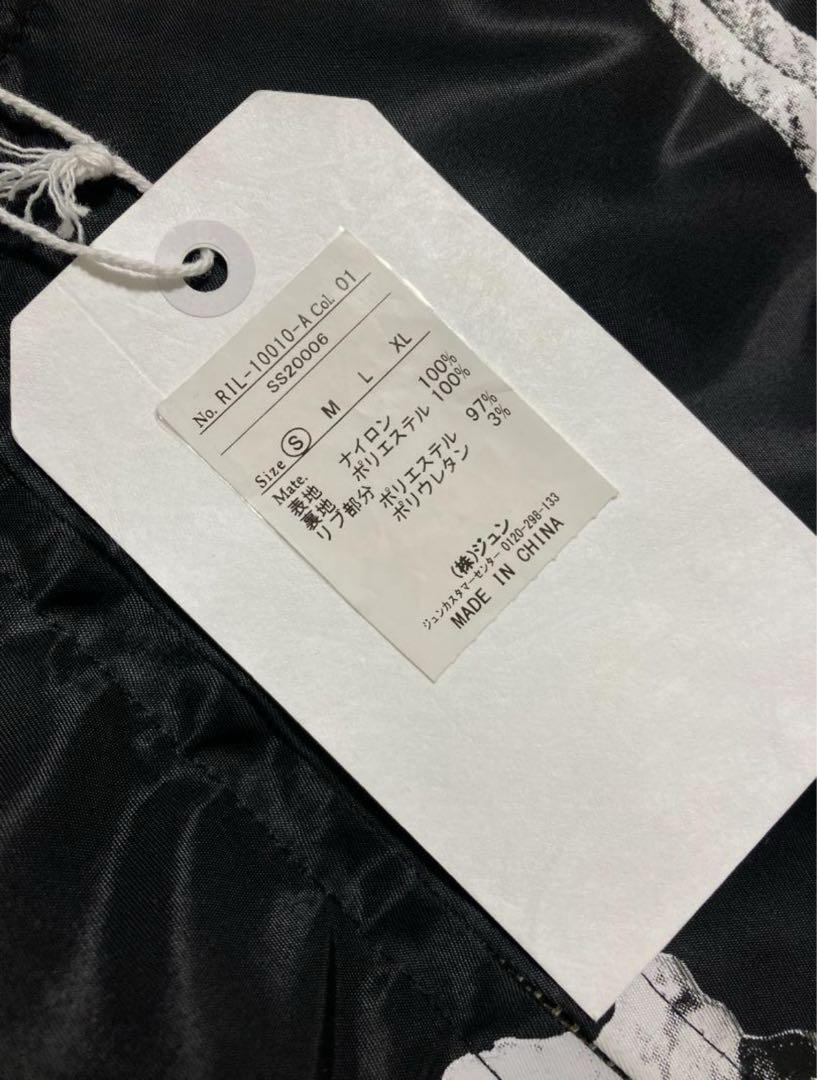 No. RIL-10010-A Col. 01
SS20006
Size Ⓢ M L XL
Mate.
表地 ナイロン 100%
裏地 ポリエステル 100%
リブ部分 ポリエステル 97%
ポリウレタン 3%
(株)ジュン
ジュンカスタマーセンター 0120-298-133
MADE IN CHINA